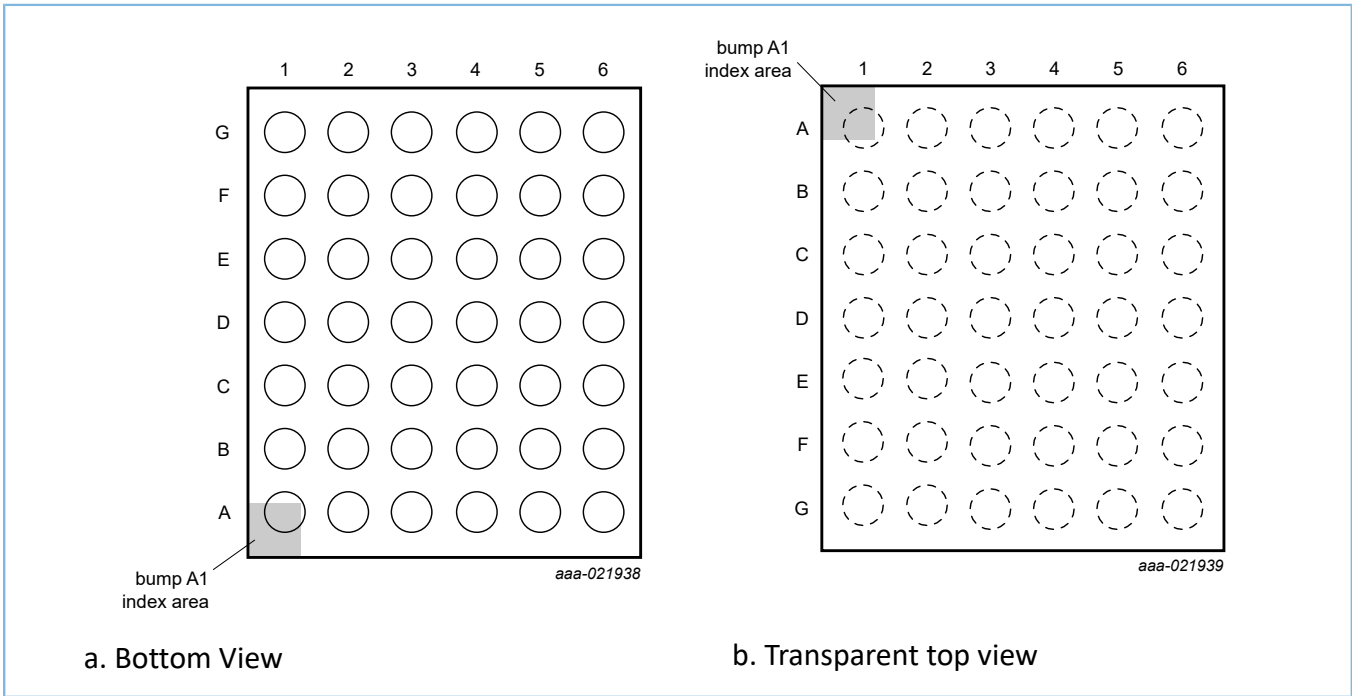 1 2 3 4 5 6
G
F
E
D
C
B
A
bump A1
index area
aaa-021938
a. Bottom View
bump A1
index area
1 2 3 4 5 6
A
B
C
D
E
F
G
aaa-021939
b. Transparent top view